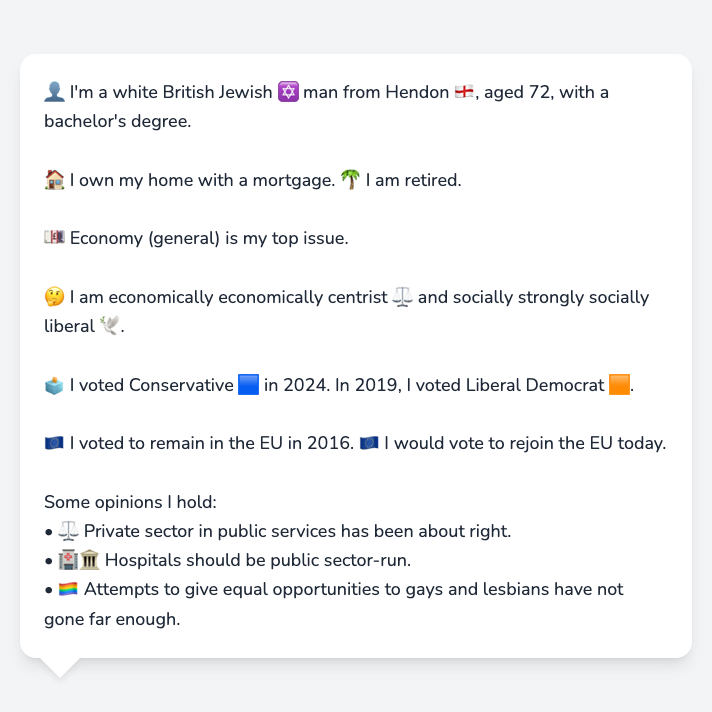 👤 I'm a white British Jewish ✡️ man from Hendon 🏴󠁧󠁢󠁥󠁮󠁧󠁿, aged 72, with a
bachelor's degree.
🏠 I own my home with a mortgage. 🌴 I am retired.
💷 Economy (general) is my top issue.
🤔 I am economically economically centrist ⚖️ and socially strongly socially
liberal 🕊️.
🗳️ I voted Conservative 🟦 in 2024. In 2019, I voted Liberal Democrat 🟧.
🇪🇺 I voted to remain in the EU in 2016. 🇪🇺 I would vote to rejoin the EU today.
Some opinions I hold:
• ⚖️ Private sector in public services has been about right.
• 🏥🏛️ Hospitals should be public sector-run.
• 🏳️‍🌈 Attempts to give equal opportunities to gays and lesbians have not
gone far enough.